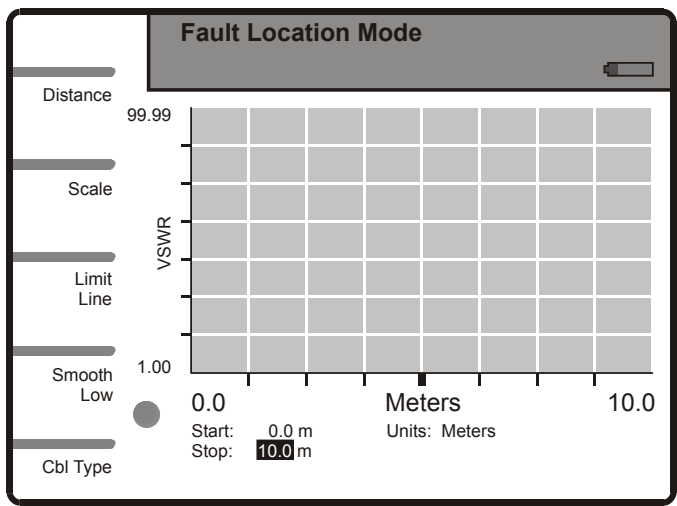 Fault Location Mode
Distance
Scale
Limit
Line
Smooth
Low
Cbl Type
99.99
VSWR
1.00
0.0 Meters 10.0
Start: 0.0 m Units: Meters
Stop: 10.0 m